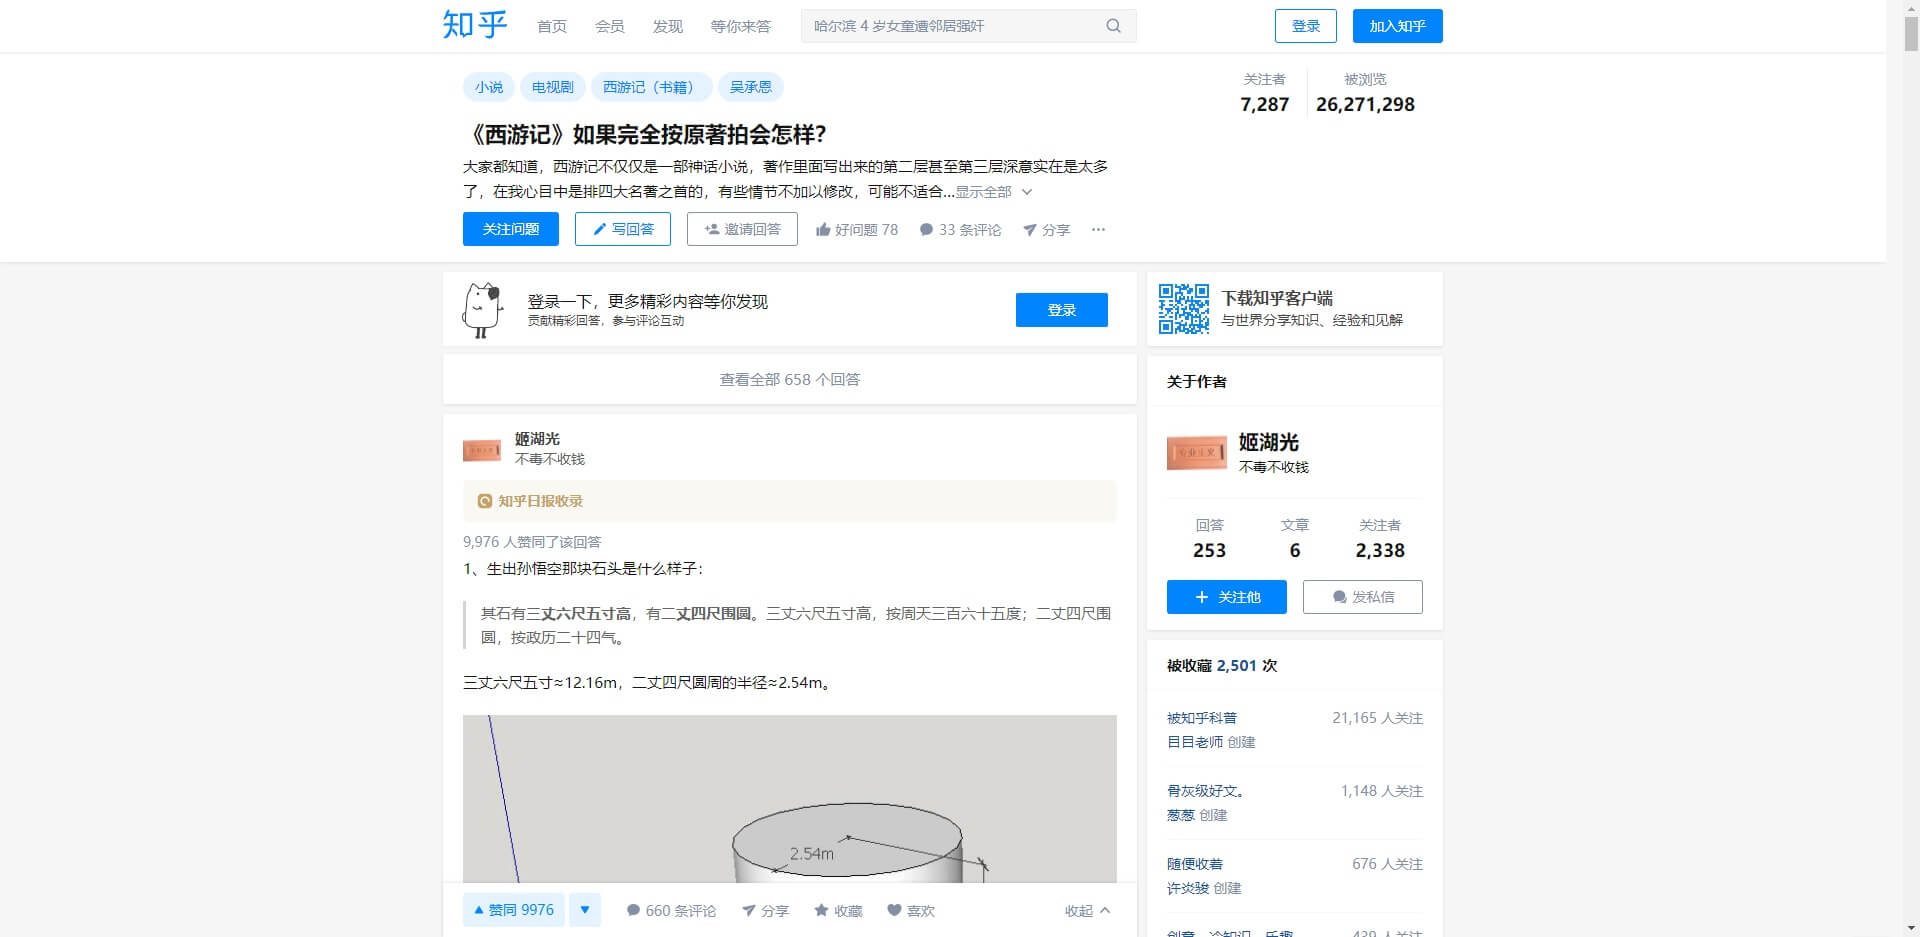 知乎
首页 会员 发现 等你来答 哈尔滨 4 岁女童遭邻居强奸 登录 加入知乎
小说 电视剧 西游记（书籍） 吴承恩
关注者 被浏览
7,287 26,271,298
《西游记》如果完全按原著拍会怎样？
大家都知道，西游记不仅仅是一部神话小说，著作里面写出来的第二层甚至第三层深意实在是太多
了，在我心目中是排四大名著之首的，有些情节不加以修改，可能不适合...显示全部
关注问题 写回答 邀请回答 好问题 78 33 条评论 分享 ···
登录一下，更多精彩内容等你发现
贡献精彩回答，参与评论互动
登录
查看全部 658 个回答
姬湖光
不毒不收钱
知乎日报收录
9,976 人赞同了该回答
1、生出孙悟空那块石头是什么样子：
其石有三丈六尺五寸高，有二丈四尺围圆。三丈六尺五寸高，按周天三百六十五度；二丈四尺围
圆，按政历二十四气。
三丈六尺五寸≈12.16m，二丈四尺圆周的半径≈2.54m。
2.54m
赞同 9976 660 条评论 分享 收藏 喜欢 收起
下载知乎客户端
与世界分享知识、经验和见解
关于作者
姬湖光
不毒不收钱
回答 文章 关注者
253 6 2,338
关注他 发私信
被收藏 2,501 次
被知乎科普 21,165 人关注
目目老师 创建
骨灰级好文。 1,148 人关注
葱葱 创建
随便收着 676 人关注
许炎骏 创建